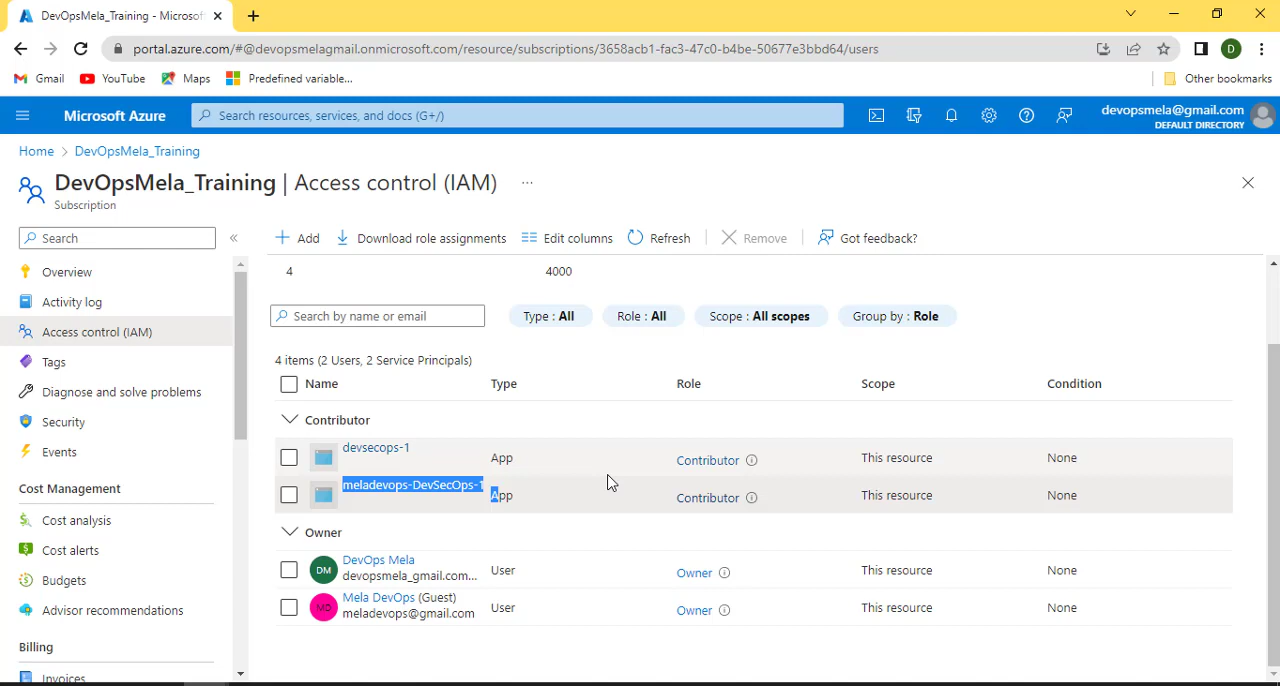 DevOpsMela_Training - Microsof
portal.azure.com/#@devopsmelagmail.onmicrosoft.com/resource/subscriptions/3658acb1-fac3-47c0-b4be-50677e3bbd64/users
D
Gmail YouTube Maps Predefined variable... Other bookmarks
Microsoft Azure Search resources, services, and docs (G+/) devopsmela@gmail.com
DEFAULT DIRECTORY
Home > DevOpsMela_Training
DevOpsMela_Training | Access control (IAM) ...
Subscription
Search «
Add Download role assignments Edit columns Refresh Remove Got feedback?
Overview
Activity log
Access control (IAM)
Tags
Diagnose and solve problems
Security
Events
Cost Management
Cost analysis
Cost alerts
Budgets
Advisor recommendations
Billing
Invoices
4 4000
Search by name or email Type : All Role : All Scope : All scopes Group by : Role
4 items (2 Users, 2 Service Principals)
Name Type Role Scope Condition
Contributor
devsecops-1 App Contributor This resource None
meladevops-DevSecOps-1 App Contributor This resource None
Owner
DM DevOps Mela User Owner This resource None
devopsmela_gmail.com...
MD Mela DevOps (Guest) User Owner This resource None
meladevops@gmail.com